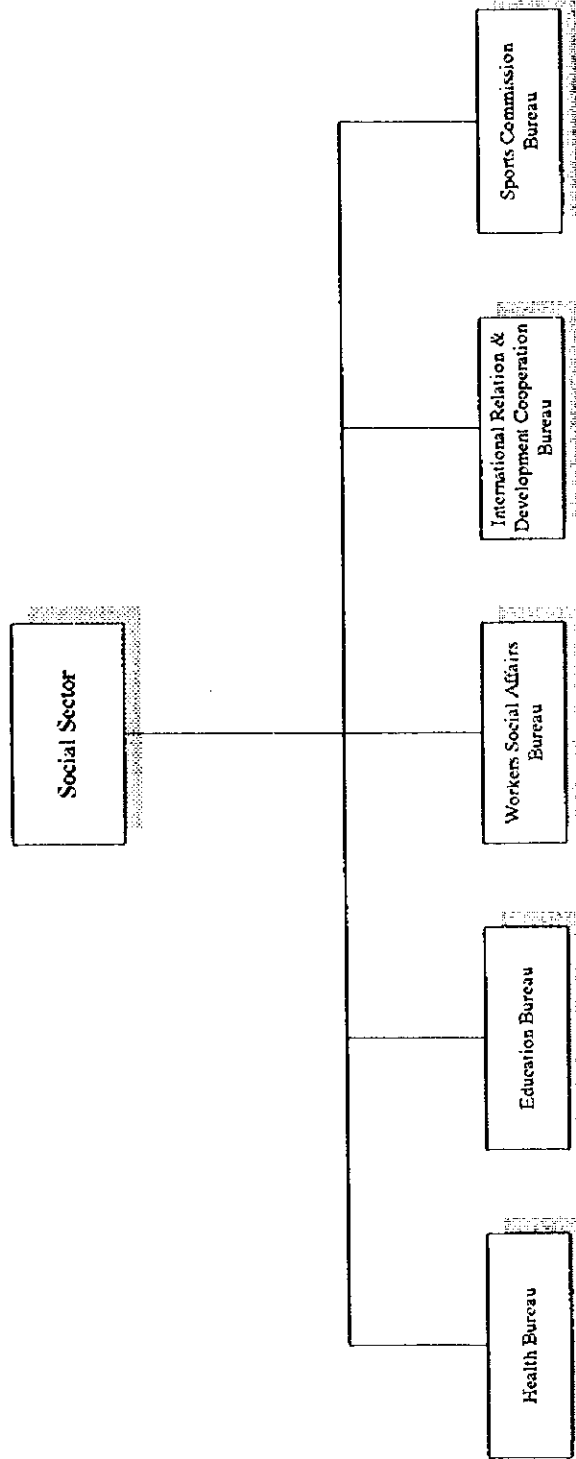 Social Sector
Health Bureau
Education Bureau
Workers Social Affairs
Bureau
International Relation &
Development Cooperation
Bureau
Sports Commission
Bureau